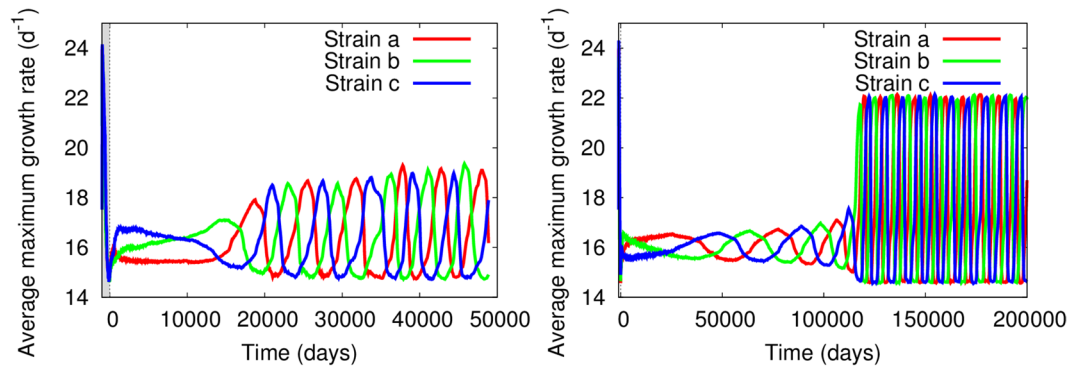 Average maximum growth rate (d⁻¹)
24
22
20
18
16
14
Strain a
Strain b
Strain c
0
10000
20000
30000
40000
50000
Time (days)
Average maximum growth rate (d⁻¹)
24
22
20
18
16
14
Strain a
Strain b
Strain c
0
50000
100000
150000
200000
Time (days)